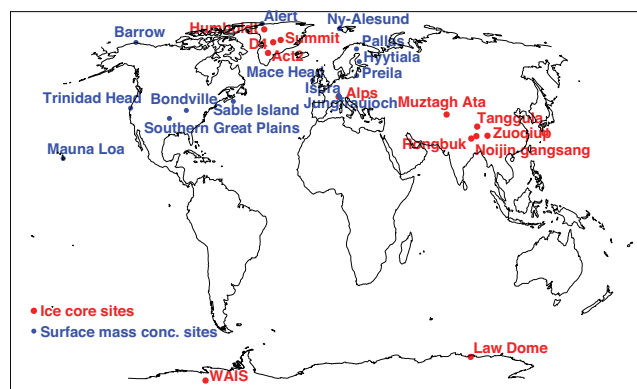 Alert
Ny-Alesund
Barrow
Humboldt
Summit
D4
Pallas
Act2
Hyytiala
Mace Head
Preila
Ispra
Alps
Trinidad Head
Bondville
Sable Island
Jungfraujoch
Muztagh Ata
Southern Great Plains
Tanggula
Zuoqiupu
Rongbuk
Noijin gangsang
Mauna Loa
Ice core sites
Surface mass conc. sites
Law Dome
WAIS